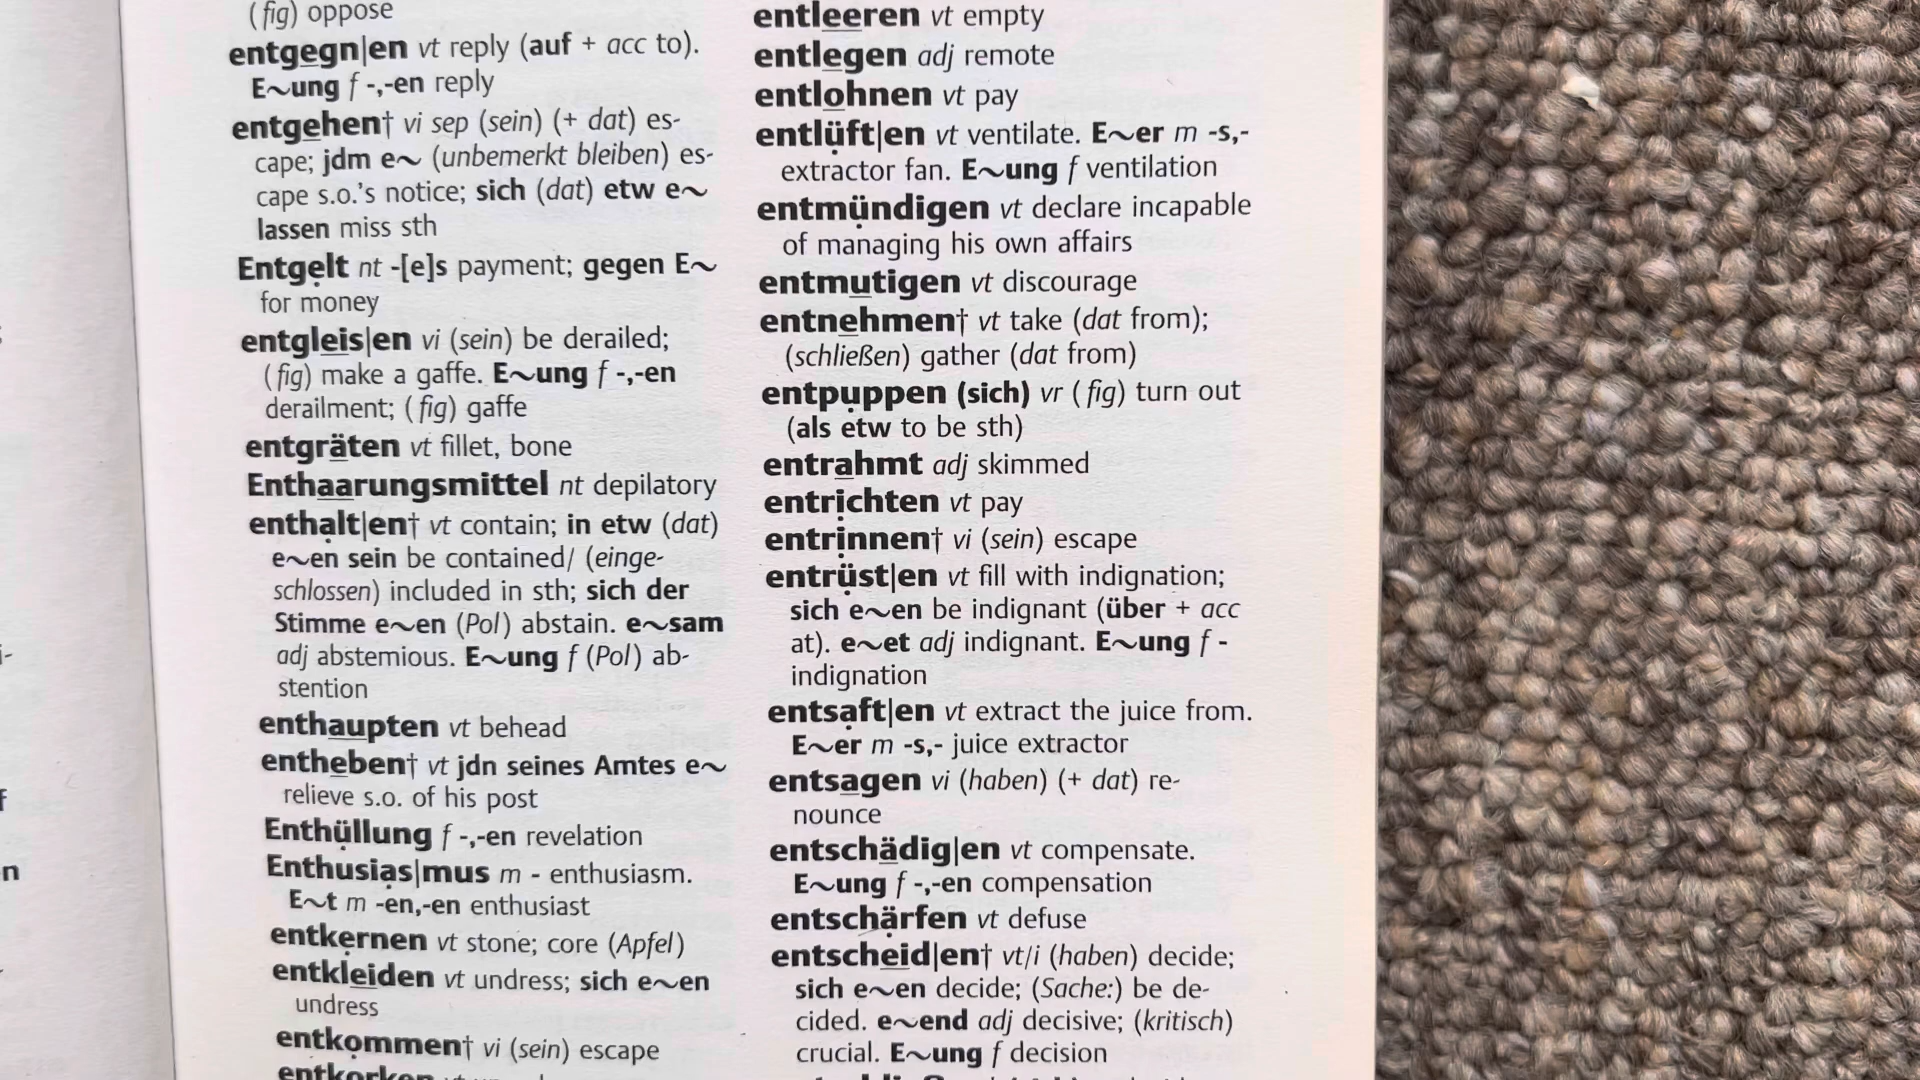 (fig) oppose
entgegn|en vt reply (auf + acc to).
E~ung f -,-en reply
entgehen† vi sep (sein) (+ dat) es-
cape; jdm e~ (unbemerkt bleiben) es-
cape s.o.'s notice; sich (dat) etw e~
lassen miss sth
Entgelt nt -[e]s payment; gegen E~
for money
entgleis|en vi (sein) be derailed;
(fig) make a gaffe. E~ung f -,-en
derailment; (fig) gaffe
entgräten vt fillet, bone
Enthaarungsmittel nt depilatory
enthalt|en† vt contain; in etw (dat)
e~en sein be contained/ (einge-
schlossen) included in sth; sich der
Stimme e~en (Pol) abstain. e~sam
adj abstemious. E~ung f (Pol) ab-
stention
enthaupten vt behead
entheben† vt jdn seines Amtes e~
relieve s.o. of his post
Enthüllung f -,-en revelation
Enthusias|mus m - enthusiasm.
E~t m -en,-en enthusiast
entkernen vt stone; core (Apfel)
entkleiden vt undress; sich e~en
undress
entkommen† vi (sein) escape
entkorken
entleeren vt empty
entlegen adj remote
entlohnen vt pay
entlüft|en vt ventilate. E~er m -s,-
extractor fan. E~ung f ventilation
entmündigen vt declare incapable
of managing his own affairs
entmutigen vt discourage
entnehmen† vt take (dat from);
(schließen) gather (dat from)
entpuppen (sich) vr (fig) turn out
(als etw to be sth)
entrahmt adj skimmed
entrichten vt pay
entrinnen† vi (sein) escape
entrüst|en vt fill with indignation;
sich e~en be indignant (über + acc
at). e~et adj indignant. E~ung f -
indignation
entsaft|en vt extract the juice from.
E~er m -s,- juice extractor
entsagen vi (haben) (+ dat) re-
nounce
entschädig|en vt compensate.
E~ung f -,-en compensation
entschärfen vt defuse
entscheid|en† vt/i (haben) decide;
sich e~en decide; (Sache:) be de-
cided. e~end adj decisive; (kritisch)
crucial. E~ung f decision